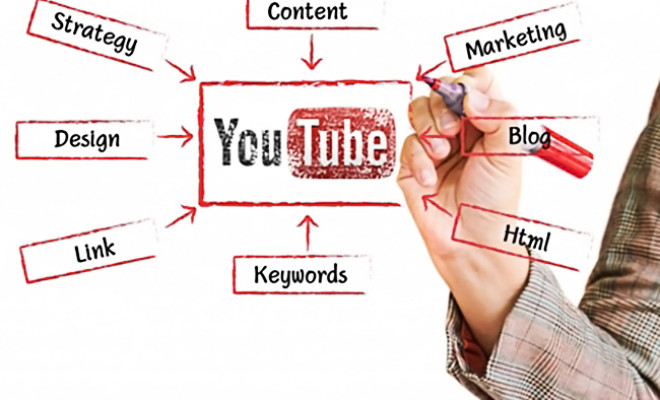 Content
Strategy
Marketing
Design
YouTube
Blog
Link
Html
Keywords